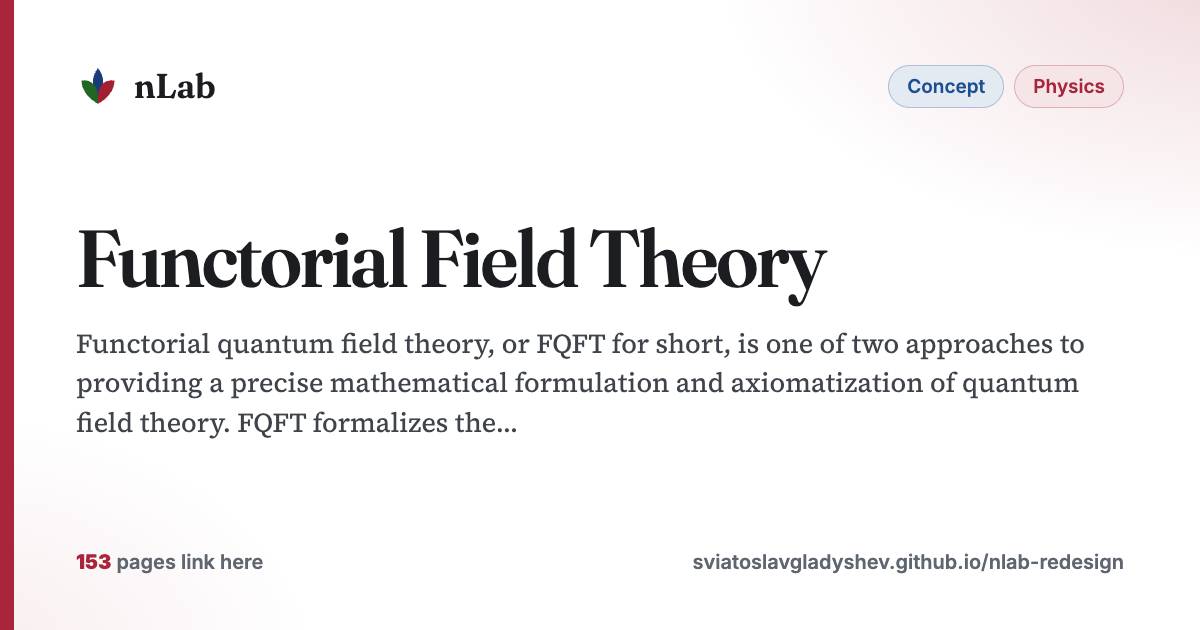 nLab
Concept
Physics
Functorial Field Theory
Functorial quantum field theory, or FQFT for short, is one of two approaches to
providing a precise mathematical formulation and axiomatization of quantum
field theory. FQFT formalizes the...
153 pages link here
sviatoslavgladyshev.github.io/nlab-redesign